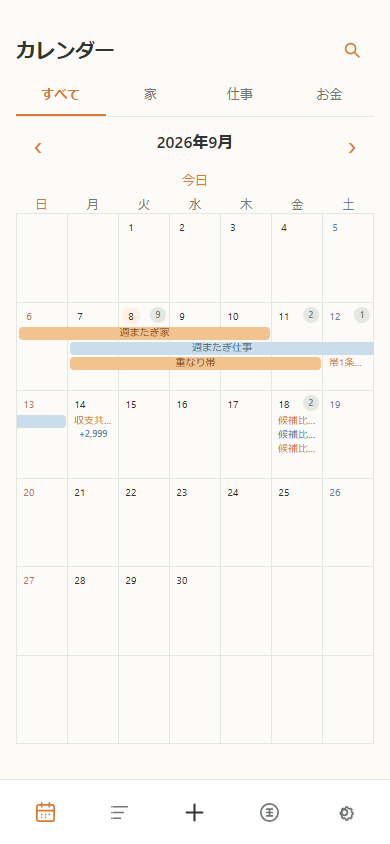 カレンダー
すべて 家 仕事 お金
‹ 2026年9月 ›
今日
日 月 火 水 木 金 土
1 2 3 4 5
6 7 8 9 9 10 11 2 12 1
週またぎ家
週またぎ仕事
重なり帯 帯1条...
13 14 15 16 17 18 2 19
収支共... 候補比...
+2,999 候補比...
候補比...
20 21 22 23 24 25 26
27 28 29 30